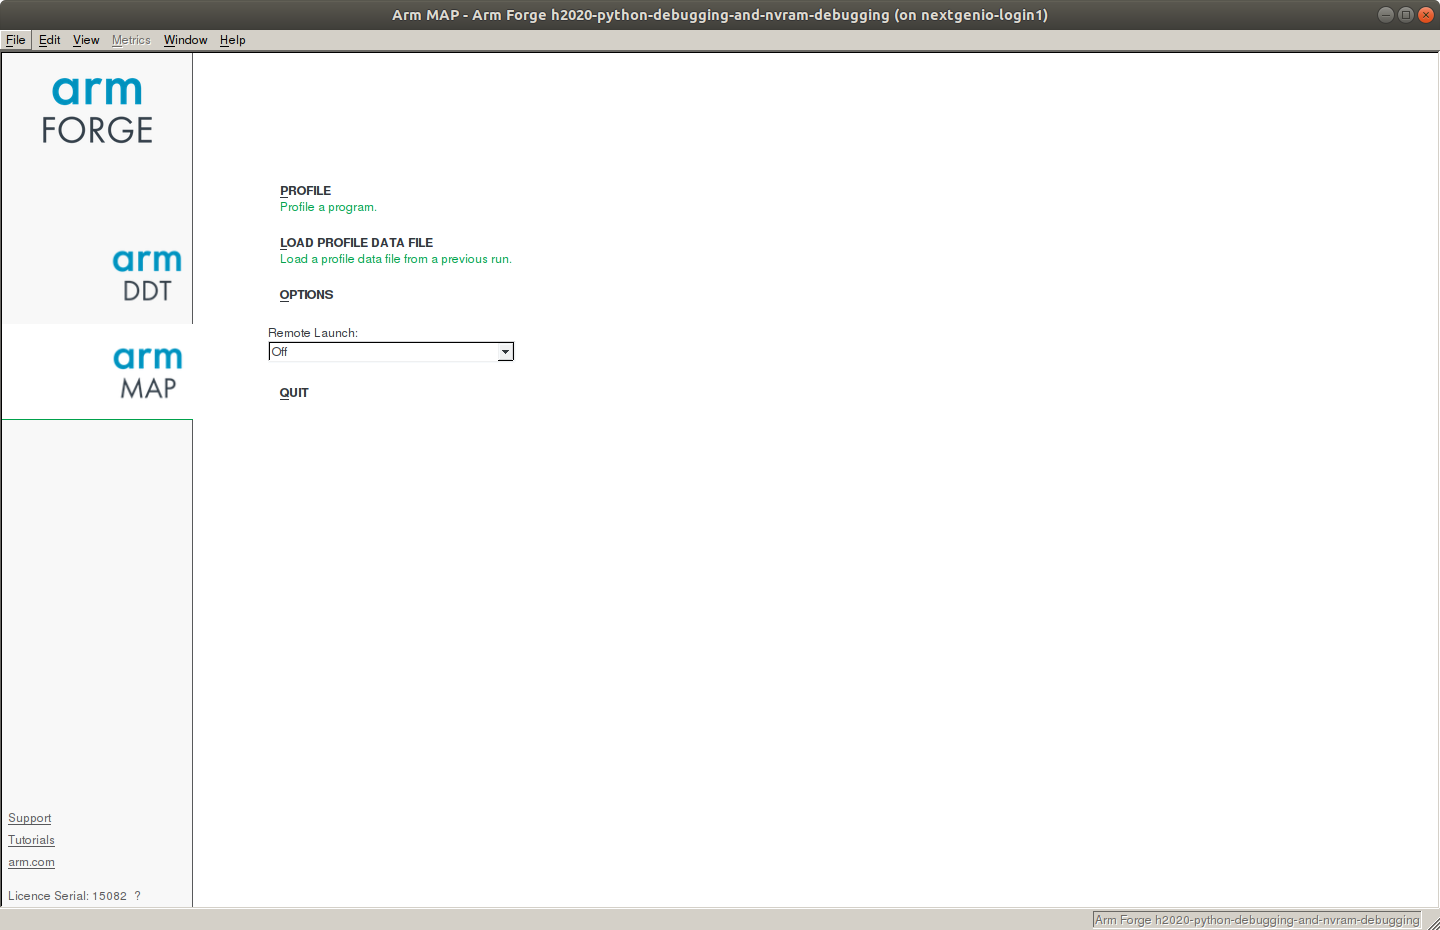 Arm MAP - Arm Forge h2020-python-debugging-and-nvram-debugging (on nextgenio-login1)
File Edit View Metrics Window Help
arm
FORGE
arm
DDT
arm
MAP
PROFILE
Profile a program.
LOAD PROFILE DATA FILE
Load a profile data file from a previous run.
OPTIONS
Remote Launch:
Off
QUIT
Support
Tutorials
arm.com
Licence Serial: 15082 ?
Arm Forge h2020-python-debugging-and-nvram-debugging